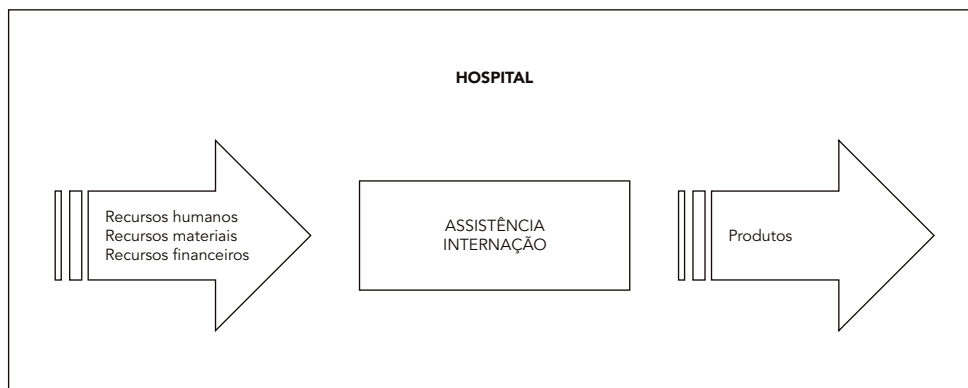 HOSPITAL
Recursos humanos
Recursos materiais
Recursos financeiros
ASSISTÊNCIA
INTERNAÇÃO
Produtos